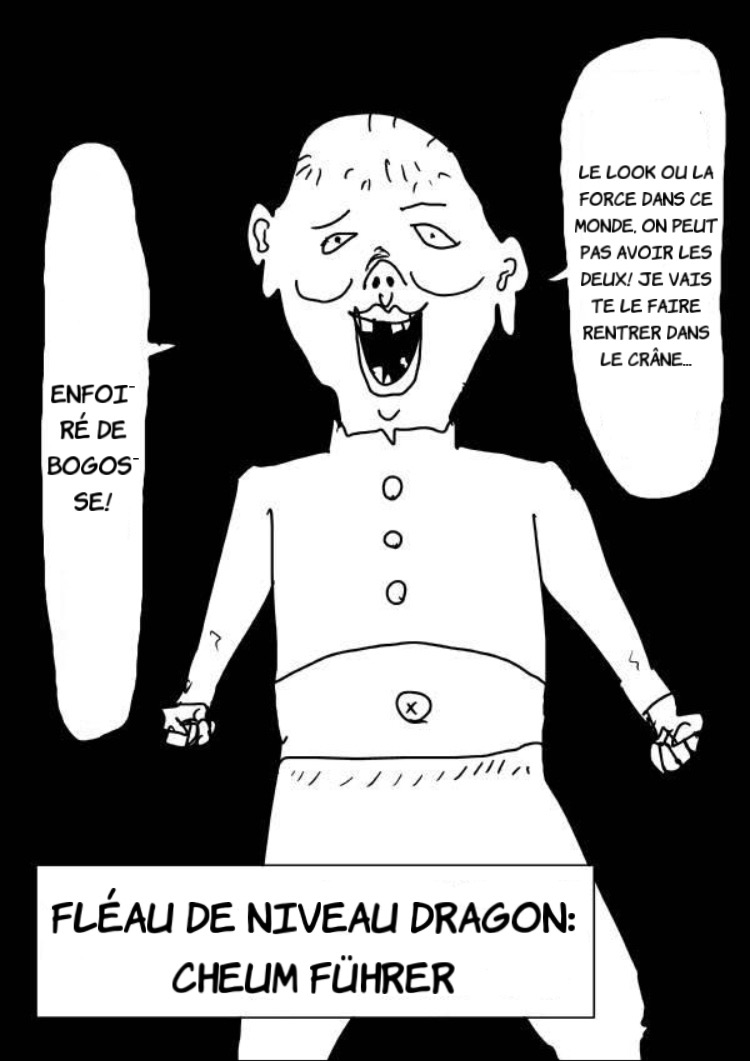 LE LOOK OU LA
FORCE DANS CE
MONDE, ON PEUT
PAS AVOIR LES
DEUX! JE VAIS
TE LE FAIRE
RENTRER DANS
LE CRÂNE...
ENFOI-
RÉ DE
BOGOS-
SE!
FLÉAU DE NIVEAU DRAGON:
CHEUM FÜHRER